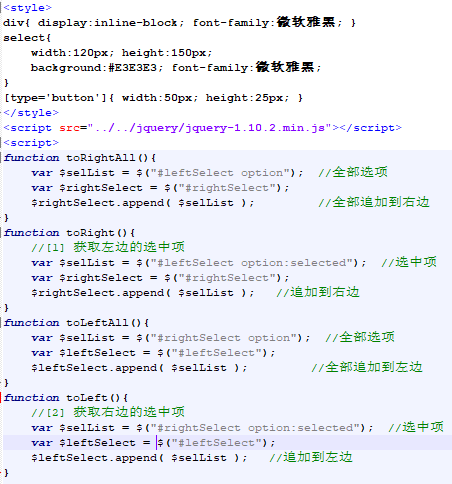 <style>
div{ display:inline-block; font-family:微软雅黑; }
select{
    width:120px; height:150px;
    background:#E3E3E3; font-family:微软雅黑;
}
[type='button']{ width:50px; height:25px; }
</style>
<script src="../../jquery/jquery-1.10.2.min.js"></script>
<script>
function toRightAll(){
    var $selList = $("#leftSelect option");  //全部选项
    var $rightSelect = $("#rightSelect");
    $rightSelect.append( $selList );         //全部追加到右边
}
function toRight(){
    //[1] 获取左边的选中项
    var $selList = $("#leftSelect option:selected");  //选中项
    var $rightSelect = $("#rightSelect");
    $rightSelect.append( $selList );   //追加到右边
}
function toLeftAll(){
    var $selList = $("#rightSelect option");  //全部选项
    var $leftSelect = $("#leftSelect");
    $leftSelect.append( $selList );         //全部追加到左边
}
function toLeft(){
    //[2] 获取右边的选中项
    var $selList = $("#rightSelect option:selected");  //选中项
    var $leftSelect = $("#leftSelect");
    $leftSelect.append( $selList );   //追加到左边
}